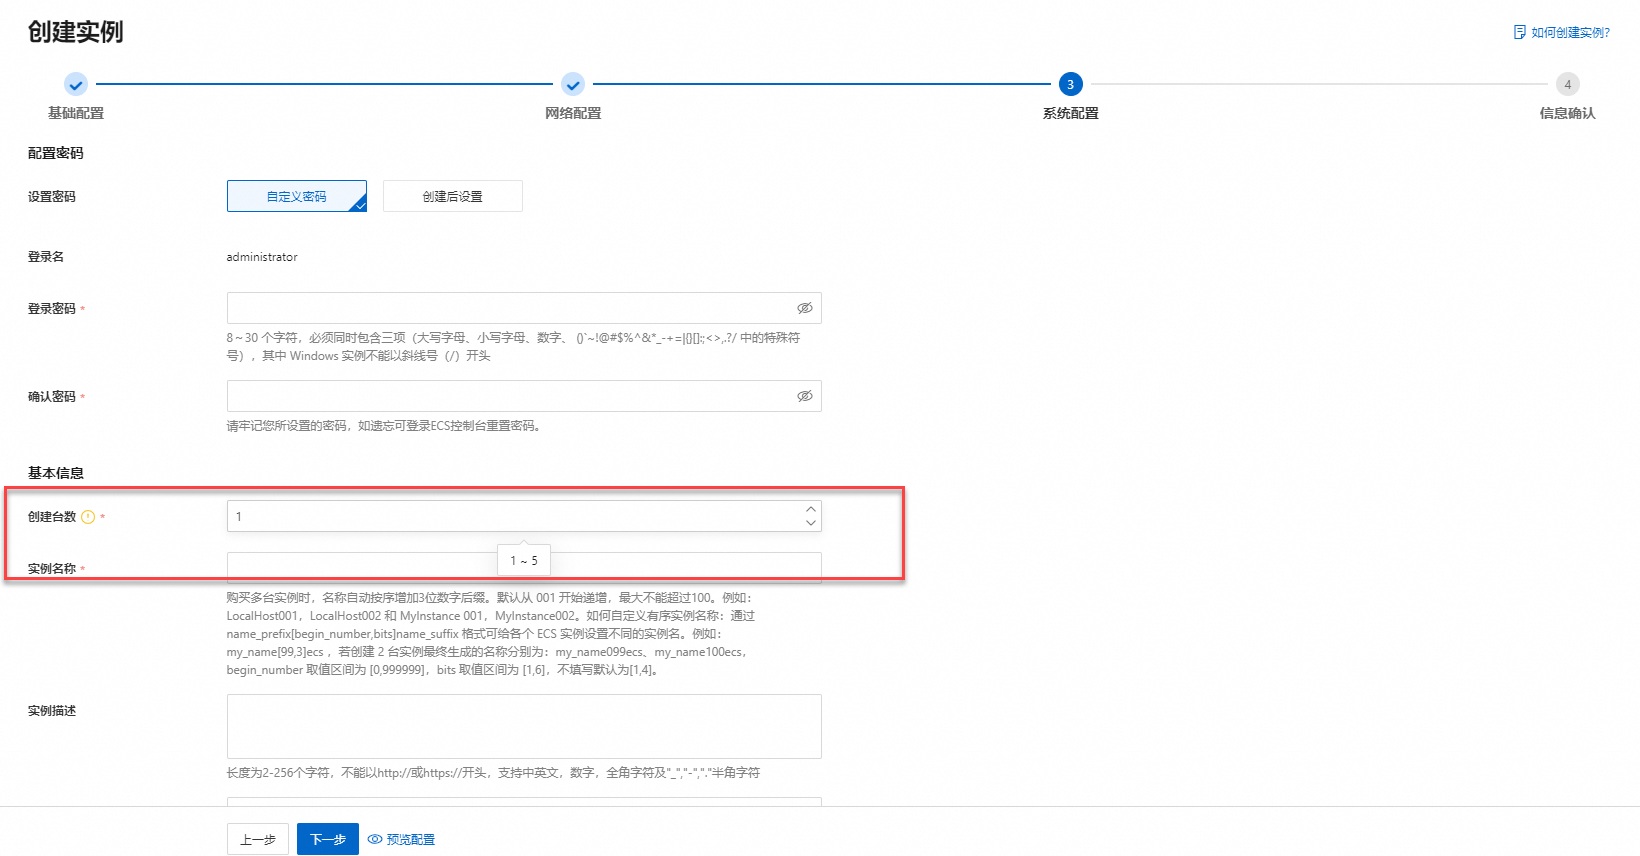 创建实例
如何创建实例?
3
4
基础配置
网络配置
系统配置
信息确认
配置密码
设置密码
自定义密码
创建后设置
登录名
administrator
登录密码 *
8～30 个字符，必须同时包含三项（大写字母、小写字母、数字、 ()`~!@#$%^&*_-+=|{}[]:;<>,.?/ 中的特殊符
号），其中 Windows 实例不能以斜线号（/）开头
确认密码 *
请牢记您所设置的密码，如遗忘可登录ECS控制台重置密码。
基本信息
创建台数 *
1
1 ~ 5
实例名称 *
购买多台实例时，名称自动按序增加3位数字后缀。默认从 001 开始递增，最大不能超过100。例如：
LocalHost001，LocalHost002 和 MyInstance 001，MyInstance002。如何自定义有序实例名称：通过
name_prefix[begin_number,bits]name_suffix 格式可给各个 ECS 实例设置不同的实例名。例如：
my_name[99,3]ecs ，若创建 2 台实例最终生成的名称分别为：my_name099ecs、my_name100ecs，
begin_number 取值区间为 [0,999999]，bits 取值区间为 [1,6]，不填写默认为[1,4]。
实例描述
长度为2-256个字符，不能以http://或https://开头，支持中英文，数字，全角字符及"_","-","."半角字符
上一步
下一步
预览配置